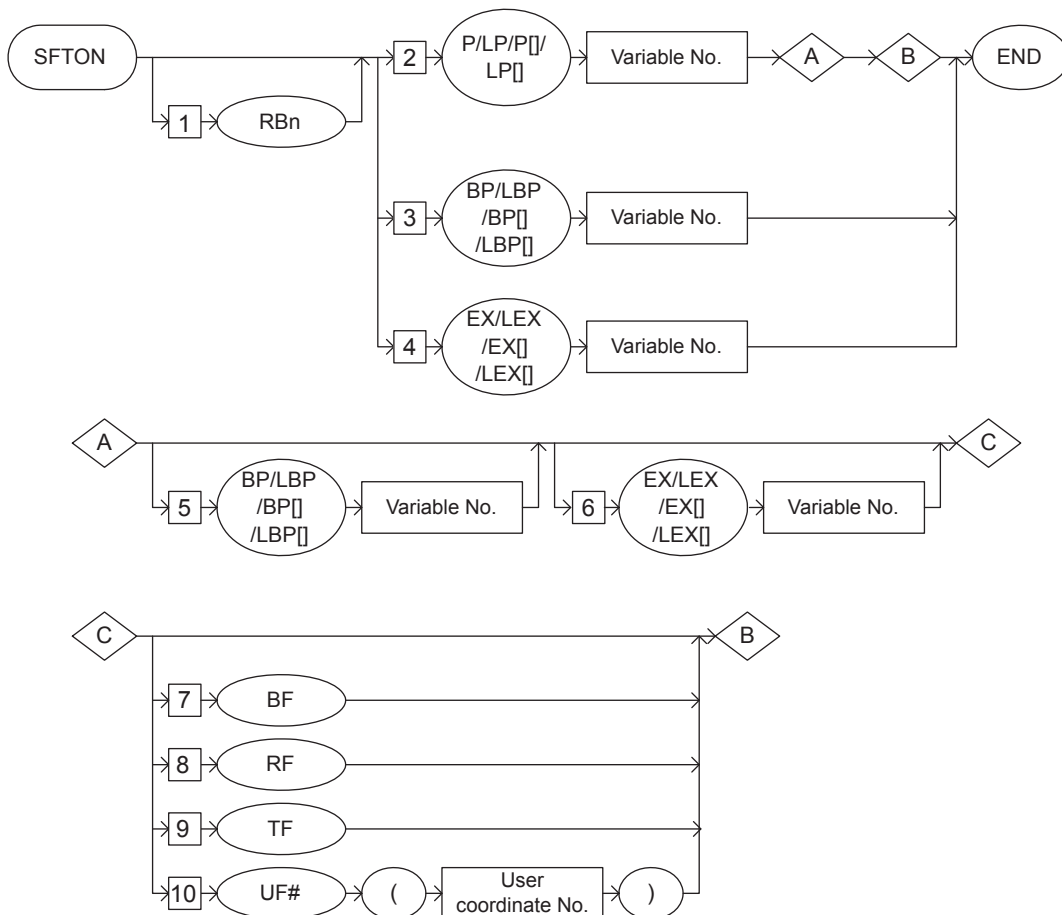 SFTON
1
RBn
2
P/LP/P[]/
LP[]
Variable No.
A
B
END
3
BP/LBP
/BP[]
/LBP[]
Variable No.
4
EX/LEX
/EX[]
/LEX[]
Variable No.
A
5
BP/LBP
/BP[]
/LBP[]
Variable No.
6
EX/LEX
/EX[]
/LEX[]
Variable No.
C
C
B
7
BF
8
RF
9
TF
10
UF#
(
User
coordinate No.
)